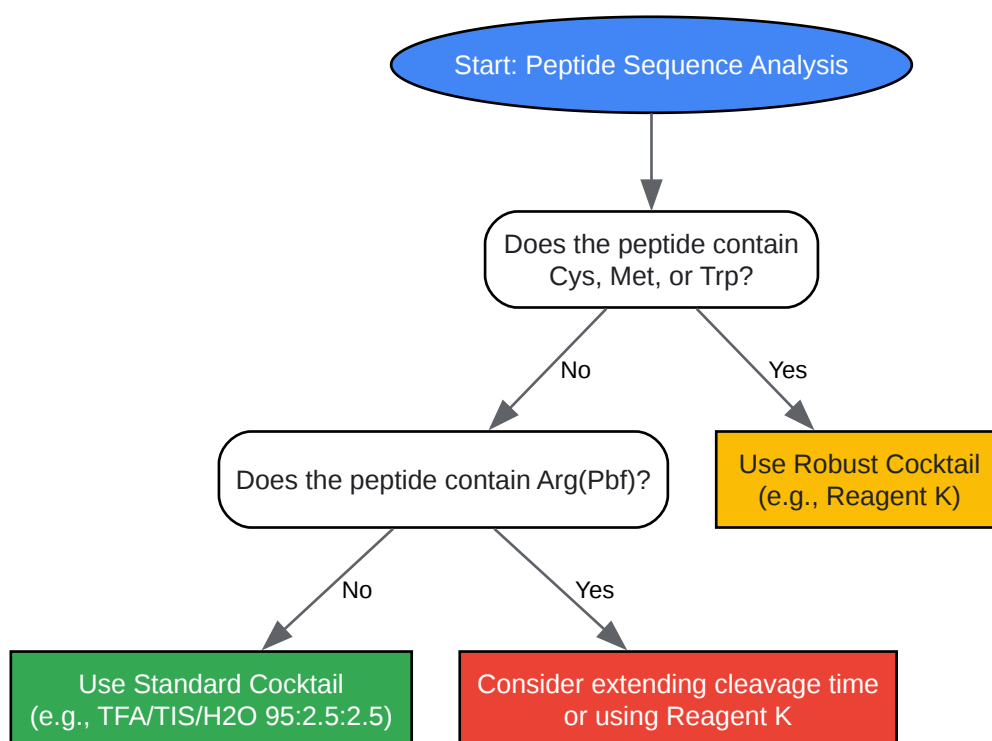 Start: Peptide Sequence Analysis
Does the peptide contain
Cys, Met, or Trp?
No
Yes
Does the peptide contain Arg(Pbf)?
Use Robust Cocktail
(e.g., Reagent K)
No
Yes
Use Standard Cocktail
(e.g., TFA/TIS/H2O 95:2.5:2.5)
Consider extending cleavage time
or using Reagent K